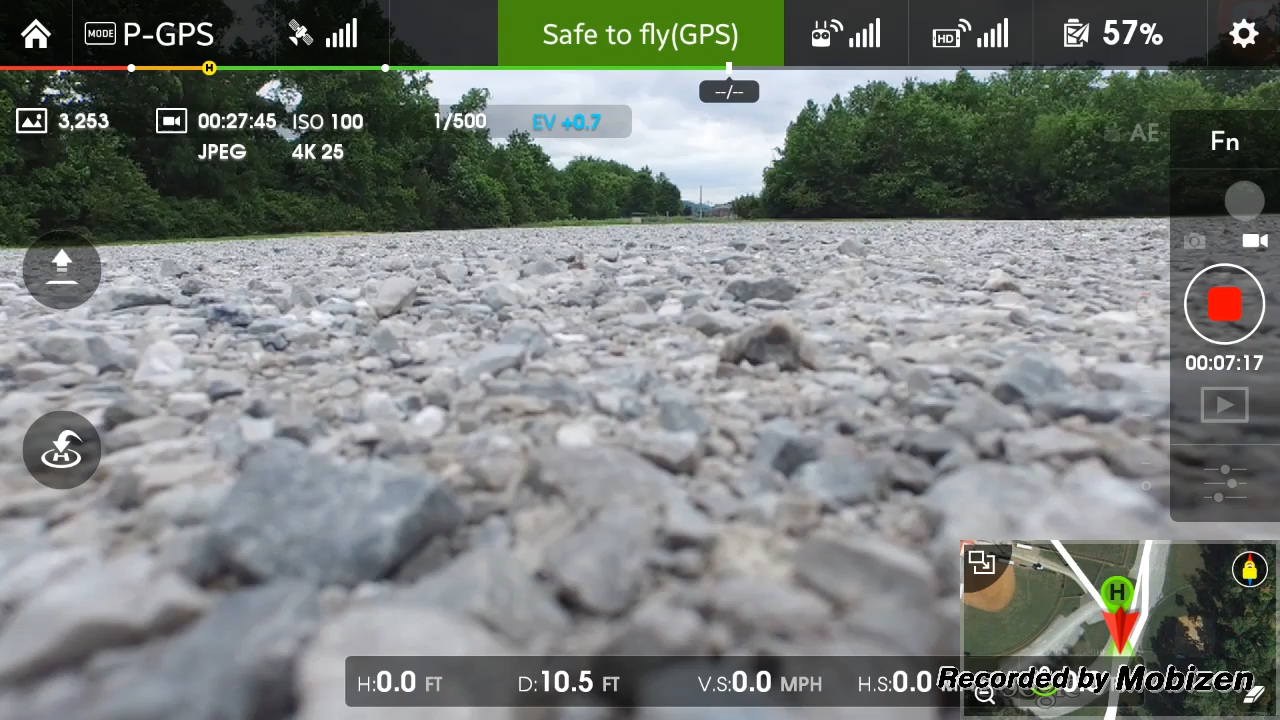 MODE P-GPS Safe to fly(GPS) HD 57%
H
--/--
3,253 00:27:45 ISO 100 1/500 EV +0.7 AE
JPEG 4K 25
Fn
00:07:17
H
H
H:0.0 FT D:10.5 FT V.S:0.0 MPH H.S:0.0
Recorded by Mobizen